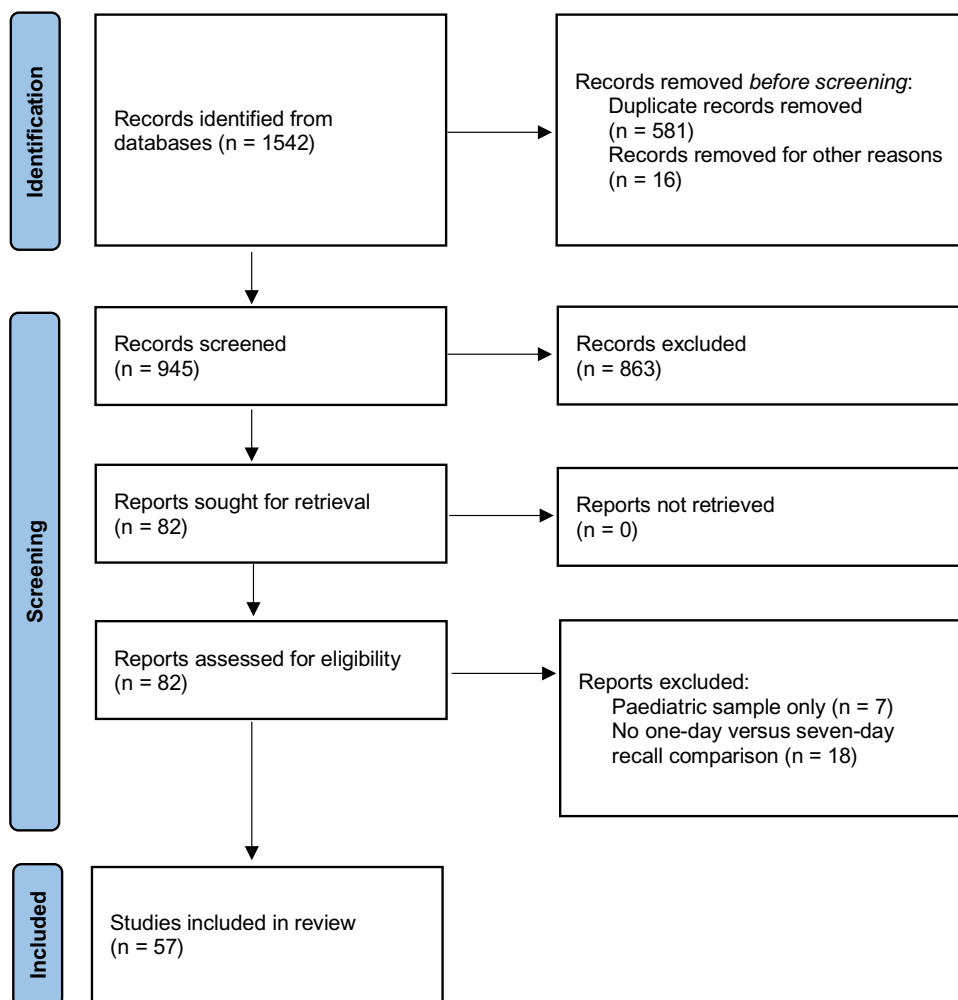 Identification
Records identified from
databases (n = 1542)
Records removed before screening:
Duplicate records removed
(n = 581)
Records removed for other reasons
(n = 16)
Screening
Records screened
(n = 945)
Records excluded
(n = 863)
Reports sought for retrieval
(n = 82)
Reports not retrieved
(n = 0)
Reports assessed for eligibility
(n = 82)
Reports excluded:
Paediatric sample only (n = 7)
No one-day versus seven-day
recall comparison (n = 18)
Included
Studies included in review
(n = 57)